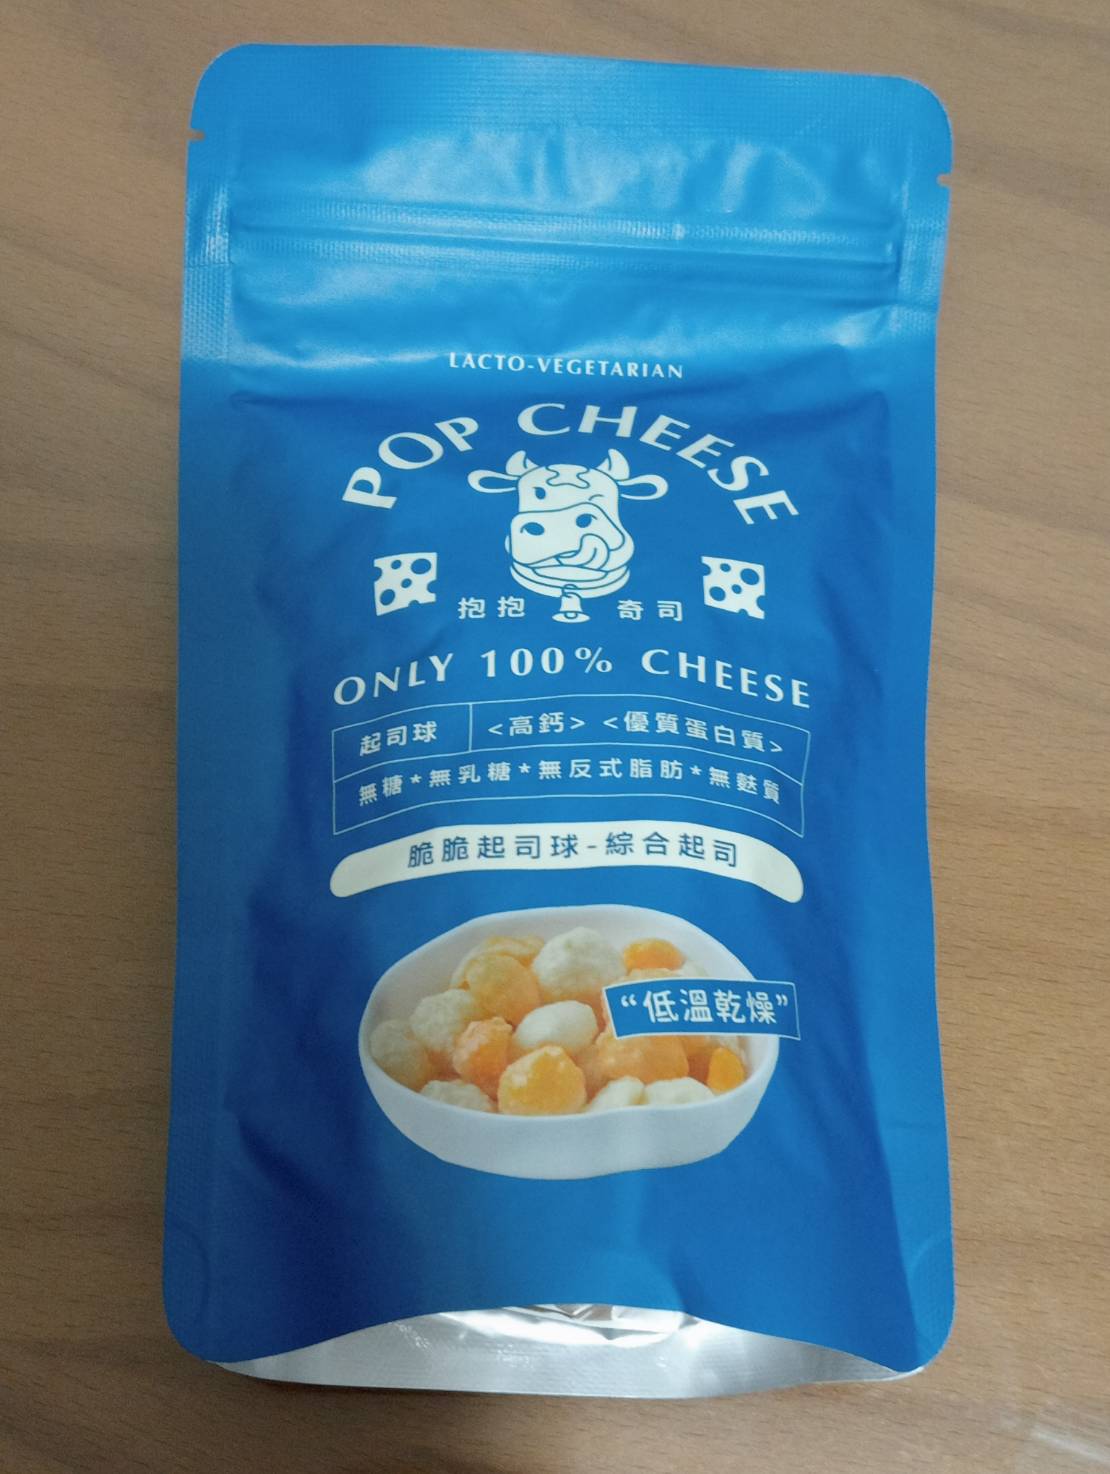 LACTO-VEGETARIAN
POP CHEESE
抱抱 奇司
ONLY 100% CHEESE
起司球 <高鈣> <優質蛋白質>
無糖*無乳糖*無反式脂肪*無麩質
脆脆起司球-綜合起司
“低溫乾燥”